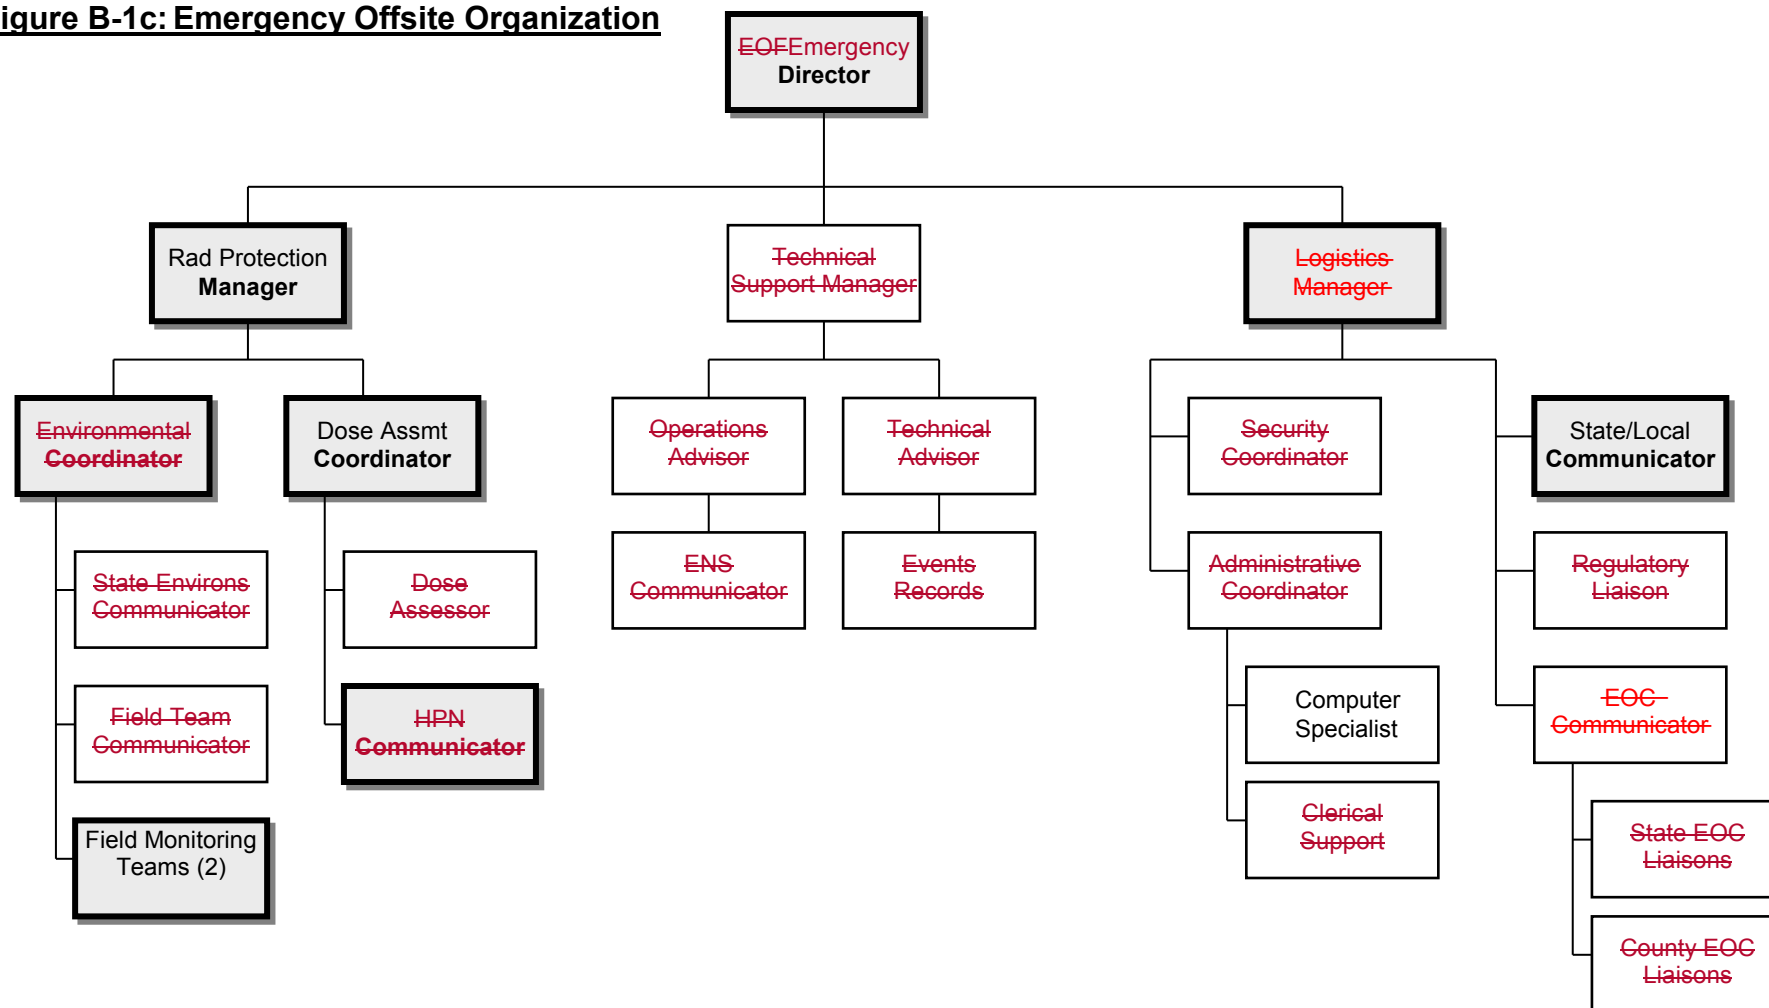 igure B-1c: Emergency Offsite Organization
EOFEmergency
Director
Rad Protection
Manager
Technical
Support Manager
Logistics
Manager
Environmental
Coordinator
Dose Assmt
Coordinator
Operations
Advisor
Technical
Advisor
Security
Coordinator
State/Local
Communicator
State Environs
Communicator
Dose
Assessor
ENS
Communicator
Events
Records
Administrative
Coordinator
Regulatory
Liaison
Field Team
Communicator
HPN
Communicator
Computer
Specialist
EOC
Communicator
Field Monitoring
Teams (2)
Clerical
Support
State EOC
Liaisons
County EOC
Liaisons